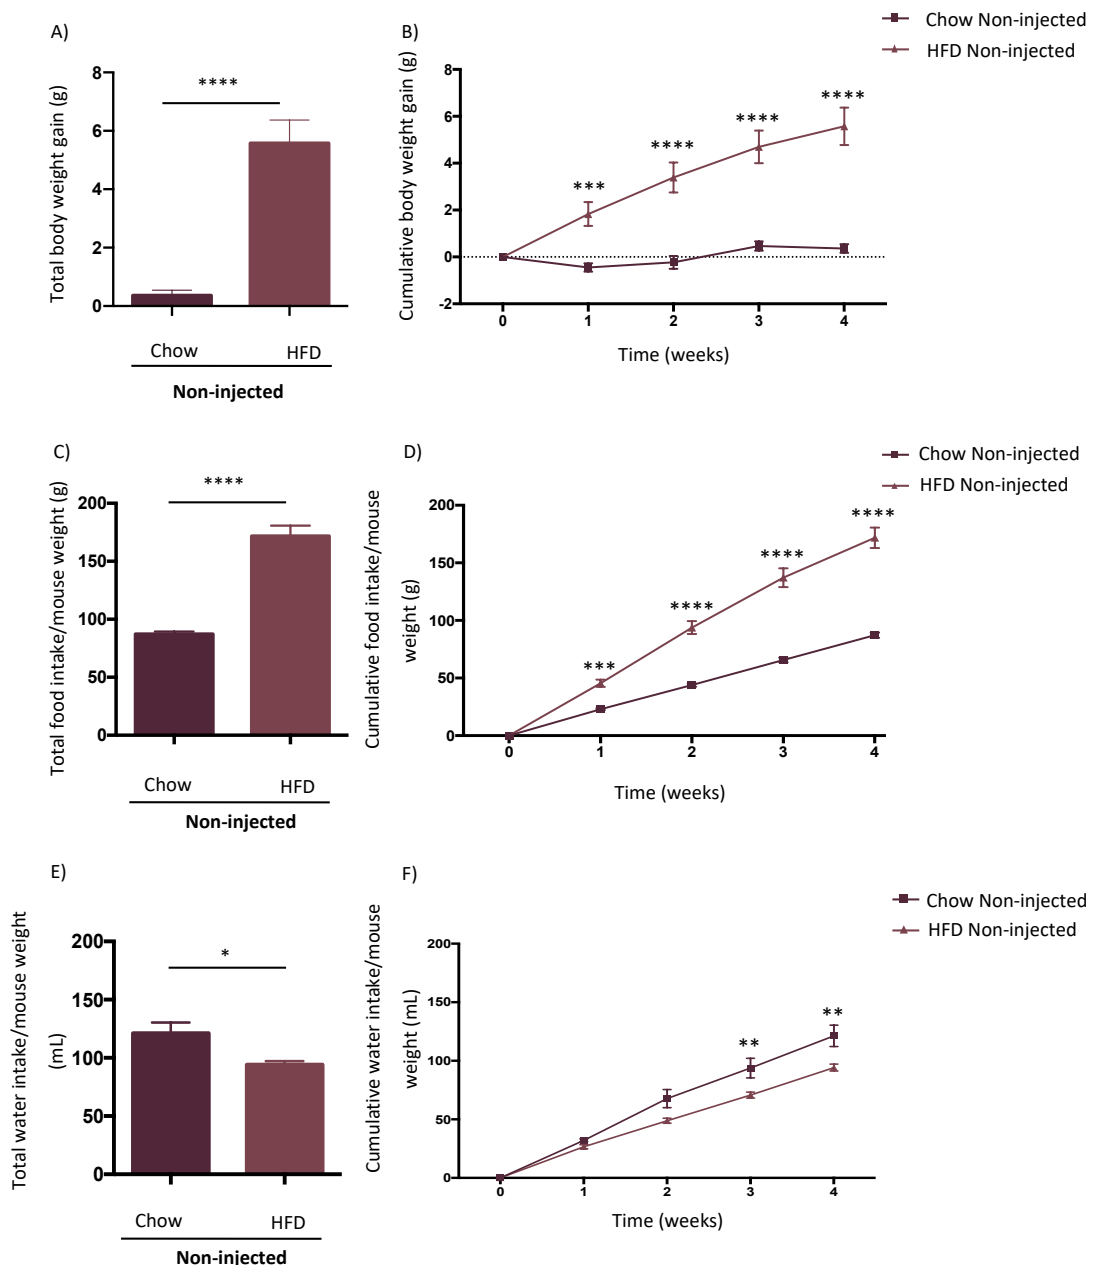 A)
B)
Chow Non-injected
HFD Non-injected
Total body weight gain (g)
8
6
4
2
0
****
Chow
HFD
Non-injected
Cumulative body weight gain (g)
8
6
4
2
0
-2
***
****
****
****
0 1 2 3 4
Time (weeks)
C)
D)
Chow Non-injected
HFD Non-injected
Total food intake/mouse weight (g)
200
150
100
50
0
****
Chow
HFD
Non-injected
Cumulative food intake/mouse
weight (g)
200
150
100
50
0
***
****
****
****
0 1 2 3 4
Time (weeks)
E)
F)
Chow Non-injected
HFD Non-injected
Total water intake/mouse weight
(mL)
200
150
100
50
0
*
Chow
HFD
Non-injected
Cumulative water intake/mouse
weight (mL)
200
150
100
50
0
**
**
0 1 2 3 4
Time (weeks)